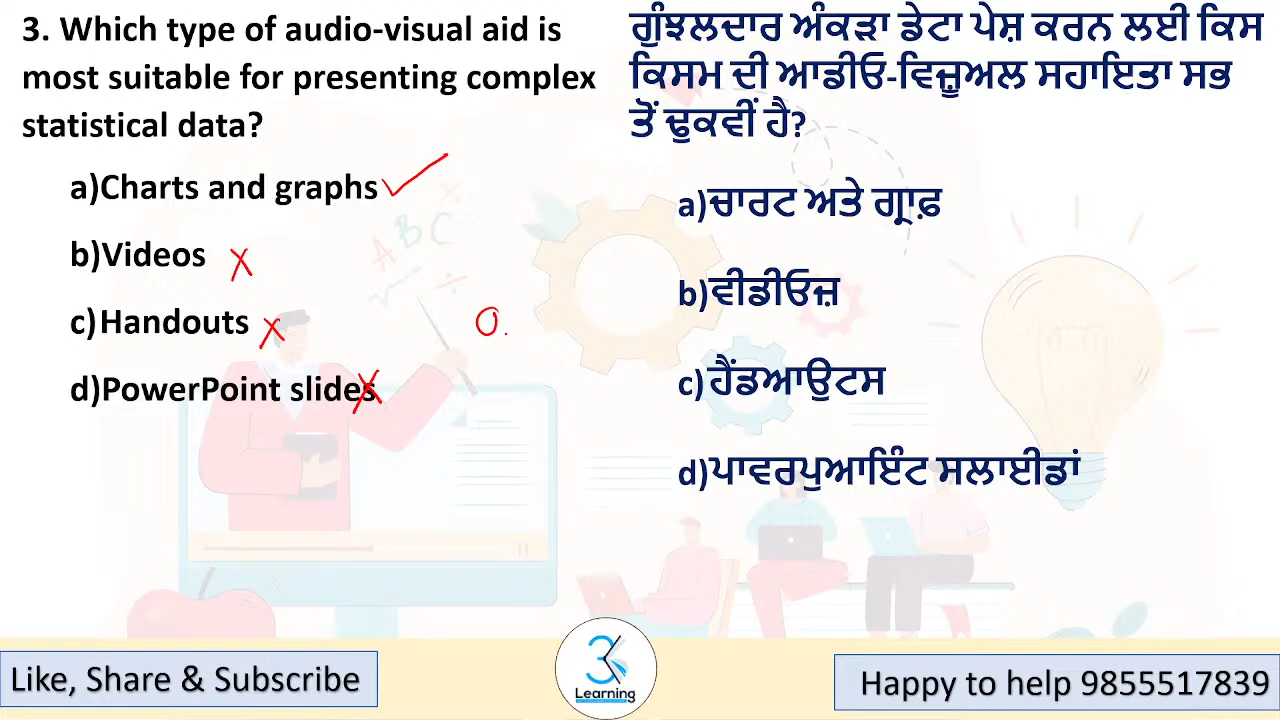 3. Which type of audio-visual aid is
most suitable for presenting complex
statistical data?
a)Charts and graphs
b)Videos
c)Handouts
d)PowerPoint slides
ਗੁੰਝਲਦਾਰ ਅੰਕੜਾ ਡੇਟਾ ਪੇਸ਼ ਕਰਨ ਲਈ ਕਿਸ
ਕਿਸਮ ਦੀ ਆਡੀਓ-ਵਿਜ਼ੂਅਲ ਸਹਾਇਤਾ ਸਭ
ਤੋਂ ਢੁਕਵੀਂ ਹੈ?
a)ਚਾਰਟ ਅਤੇ ਗ੍ਰਾਫ਼
b)ਵੀਡੀਓਜ਼
c)ਹੈਂਡਆਉਟਸ
d)ਪਾਵਰਪੁਆਇੰਟ ਸਲਾਈਡਾਂ
A B C
Like, Share & Subscribe
3 Learning
Happy to help 9855517839